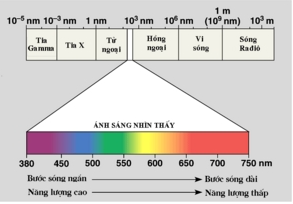 1 m
10⁻⁵ nm 10⁻³ nm 1 nm 10³ nm 10⁶ nm (10⁹ nm) 10³ m
Tia Gamma
Tia X
Tử ngoại
Hồng ngoại
Vi sóng
Sóng Rađiô
ÁNH SÁNG NHÌN THẤY
380 450 500 550 600 650 700 750 nm
Bước sóng ngắn Bước sóng dài
Năng lượng cao Năng lượng thấp